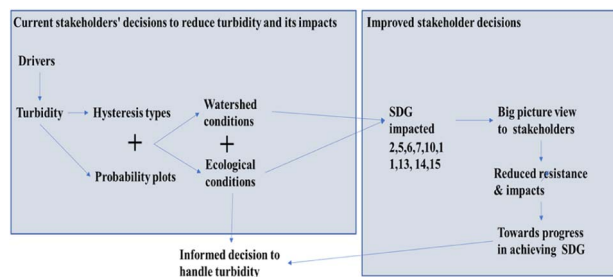 Current stakeholders' decisions to reduce turbidity and its impacts
Drivers
Turbidity
Hysteresis types
+
Probability plots
Watershed
conditions
+
Ecological
conditions
Informed decision to
handle turbidity
Improved stakeholder decisions
SDG
impacted
2,5,6,7,10,1
1,13, 14,15
Big picture view
to stakeholders
Reduced resistance
& impacts
Towards progress
in achieving SDG